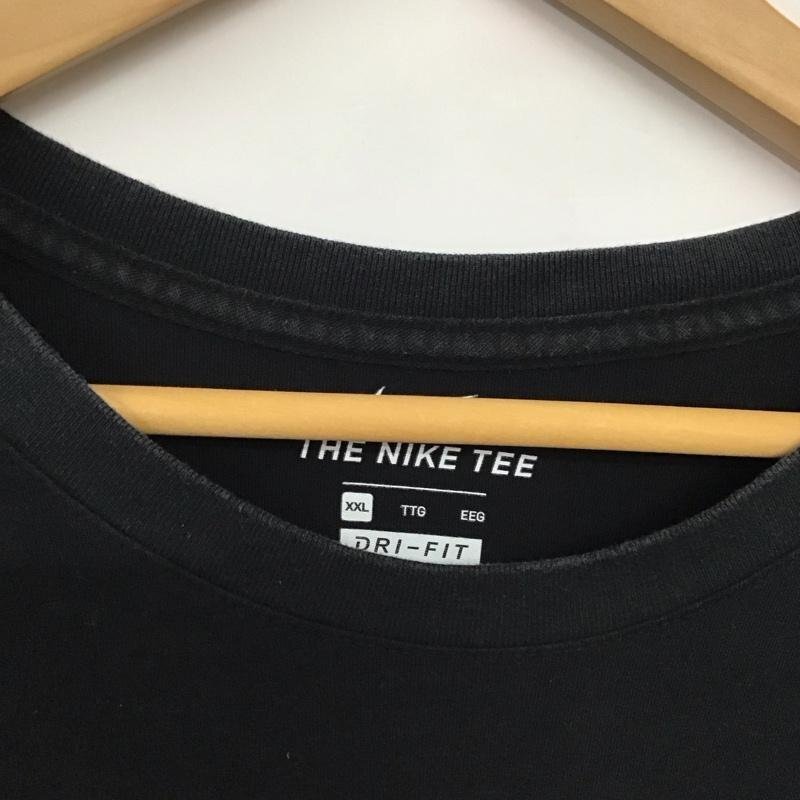 THE NIKE TEE
XXL TTG EEG
DRI-FIT